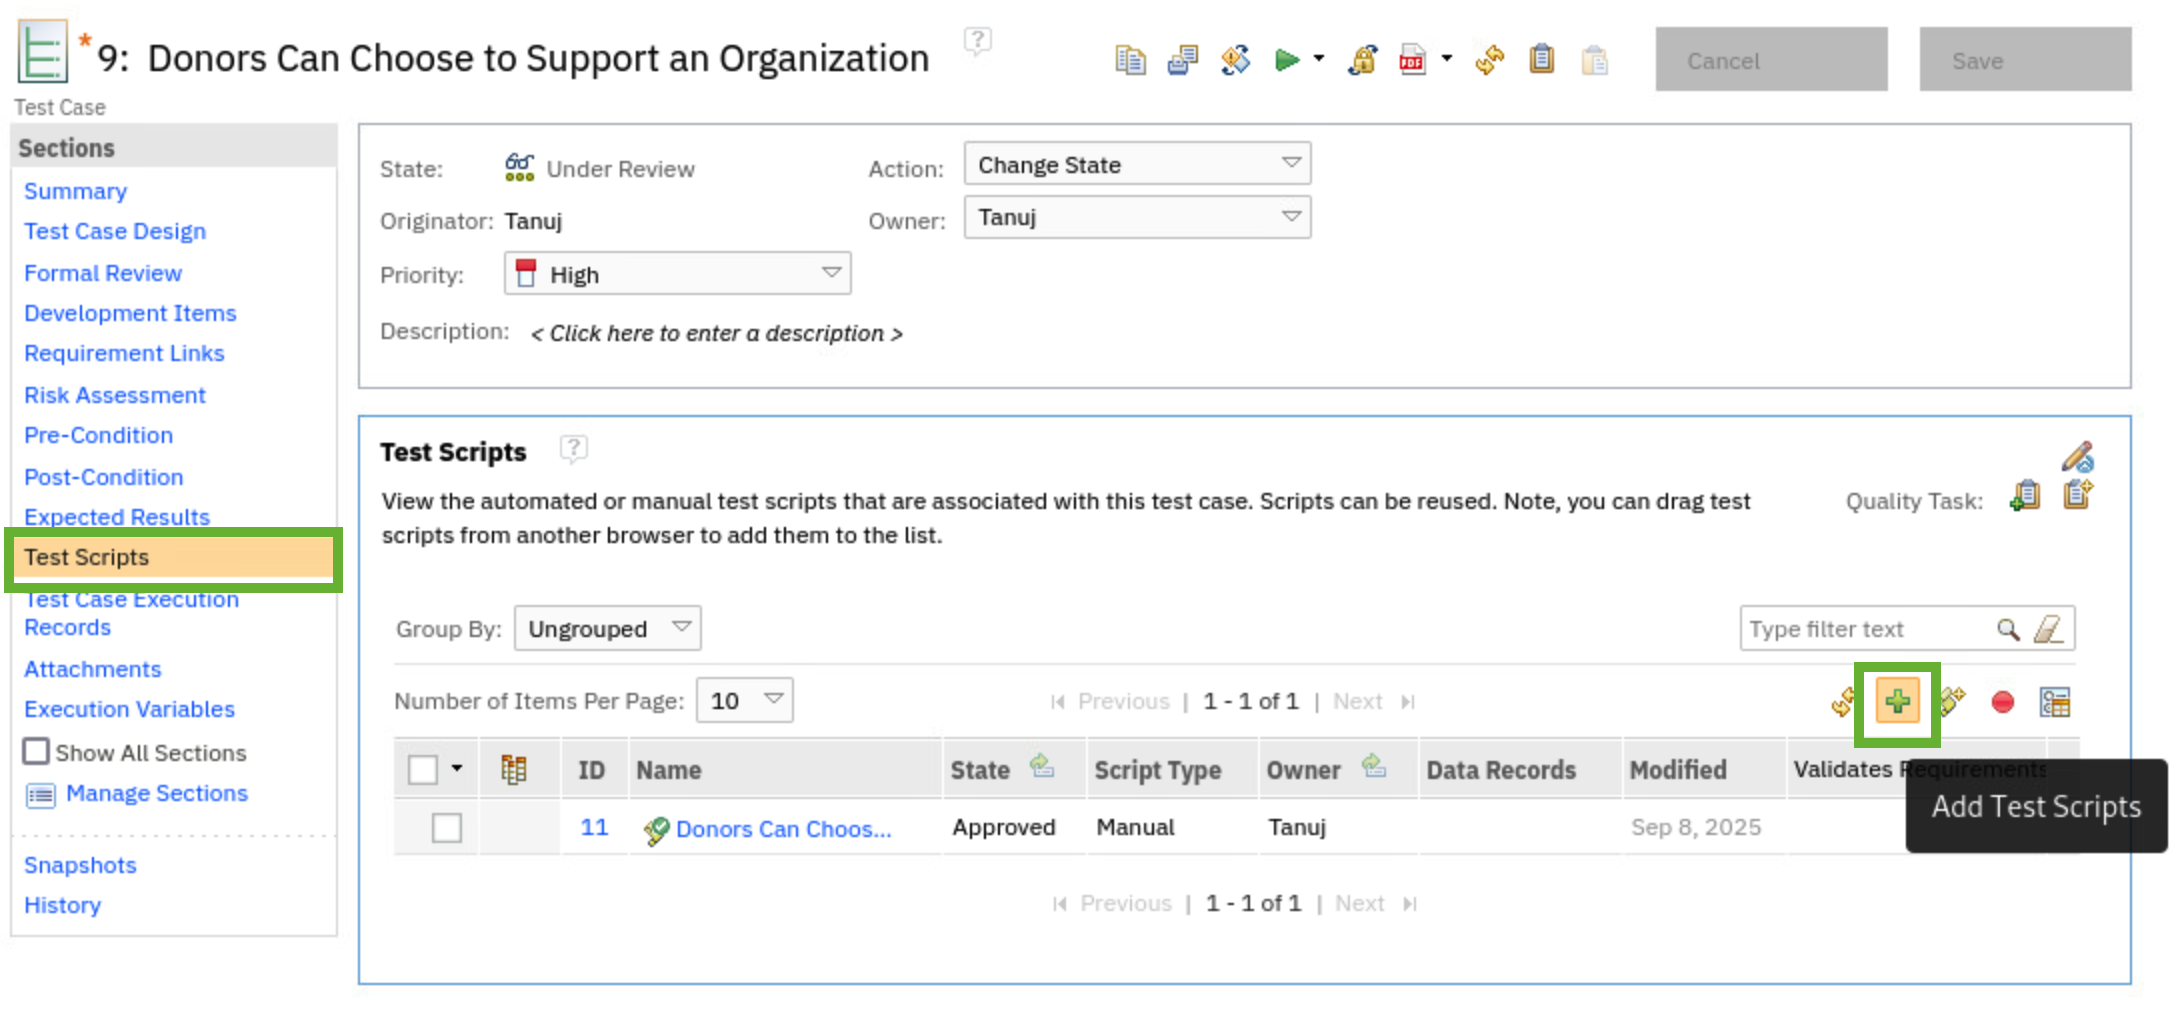 * 9: Donors Can Choose to Support an Organization
Cancel
Save
Test Case
Sections
Summary
Test Case Design
Formal Review
Development Items
Requirement Links
Risk Assessment
Pre-Condition
Post-Condition
Expected Results
Test Scripts
Test Case Execution
Records
Attachments
Execution Variables
Show All Sections
Manage Sections
Snapshots
History
State: Under Review
Action: Change State
Originator: Tanuj
Owner: Tanuj
Priority: High
Description: < Click here to enter a description >
Test Scripts
View the automated or manual test scripts that are associated with this test case. Scripts can be reused. Note, you can drag test
scripts from another browser to add them to the list.
Quality Task:
Group By: Ungrouped
Type filter text
Number of Items Per Page: 10
Previous | 1 - 1 of 1 | Next
ID Name State Script Type Owner Data Records Modified Validates Requirements
Add Test Scripts
11 Donors Can Choos... Approved Manual Tanuj Sep 8, 2025
Previous | 1 - 1 of 1 | Next